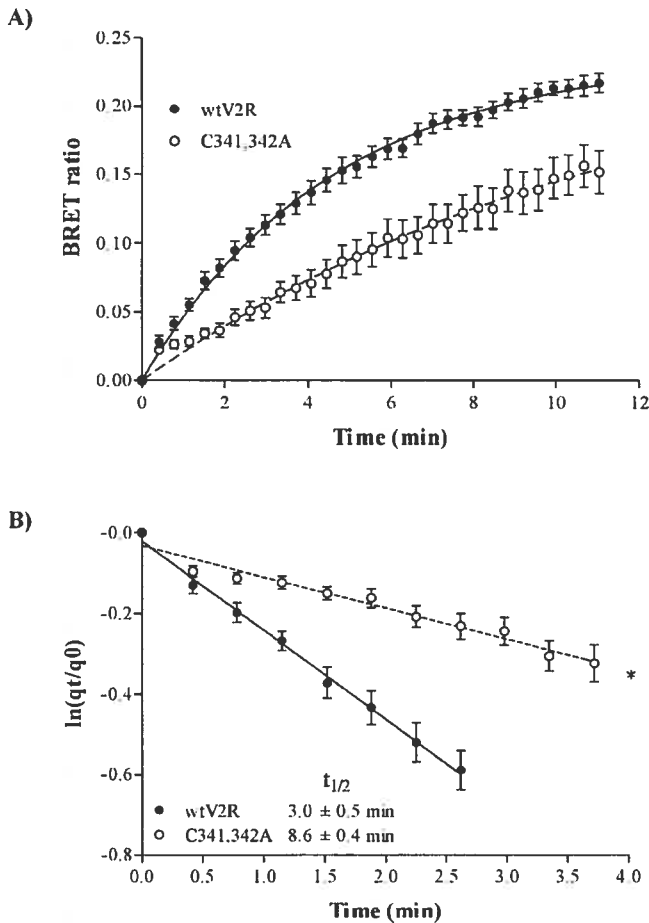 A)
0.25
0.20
0.15
0.10
0.05
0.00
BRET ratio
wtV2R
C341,342A
0 2 4 6 8 10 12
Time (min)
B)
-0.0
-0.2
-0.4
-0.6
-0.8
ln(qt/q0)
*
t1/2
wtV2R 3.0 ± 0.5 min
C341,342A 8.6 ± 0.4 min
0.0 0.5 1.0 1.5 2.0 2.5 3.0 3.5 4.0
Time (min)